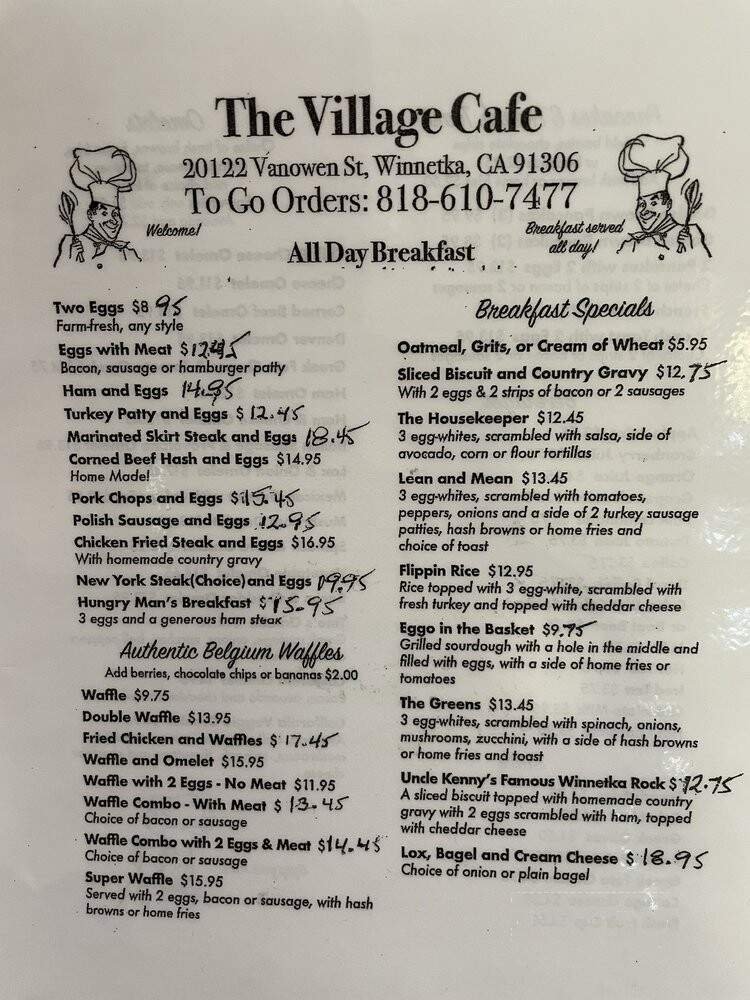 The Village Cafe
20122 Vanowen St, Winnetka, CA 91306
To Go Orders: 818-610-7477
Welcome!
Breakfast served
all day!
All Day Breakfast
Two Eggs $8 95
Farm-fresh, any style
Eggs with Meat $12.45
Bacon, sausage or hamburger patty
Ham and Eggs 14.95
Turkey Patty and Eggs $ 12.45
Marinated Skirt Steak and Eggs 18.45
Corned Beef Hash and Eggs $14.95
Home Made!
Pork Chops and Eggs $15.45
Polish Sausage and Eggs 12.95
Chicken Fried Steak and Eggs $16.95
With homemade country gravy
New York Steak(Choice)and Eggs 19.95
Hungry Man's Breakfast $15.95
3 eggs and a generous ham steak
Authentic Belgium Waffles
Add berries, chocolate chips or bananas $2.00
Waffle $9.75
Double Waffle $13.95
Fried Chicken and Waffles $ 17.45
Waffle and Omelet $15.95
Waffle with 2 Eggs - No Meat $11.95
Waffle Combo - With Meat $ 13.45
Choice of bacon or sausage
Waffle Combo with 2 Eggs & Meat $14.45
Choice of bacon or sausage
Super Waffle $15.95
Served with 2 eggs, bacon or sausage, with hash
browns or home fries
Breakfast Specials
Oatmeal, Grits, or Cream of Wheat $5.95
Sliced Biscuit and Country Gravy $12.75
With 2 eggs & 2 strips of bacon or 2 sausages
The Housekeeper $12.45
3 egg-whites, scrambled with salsa, side of
avocado, corn or flour tortillas
Lean and Mean $13.45
3 egg-whites, scrambled with tomatoes,
peppers, onions and a side of 2 turkey sausage
patties, hash browns or home fries and
choice of toast
Flippin Rice $12.95
Rice topped with 3 egg-white, scrambled with
fresh turkey and topped with cheddar cheese
Eggo in the Basket $9.75
Grilled sourdough with a hole in the middle and
filled with eggs, with a side of home fries or
tomatoes
The Greens $13.45
3 egg-whites, scrambled with spinach, onions,
mushrooms, zucchini, with a side of hash browns
or home fries and toast
Uncle Kenny's Famous Winnetka Rock $12.75
A sliced biscuit topped with homemade country
gravy with 2 eggs scrambled with ham, topped
with cheddar cheese
Lox, Bagel and Cream Cheese $18.95
Choice of onion or plain bagel